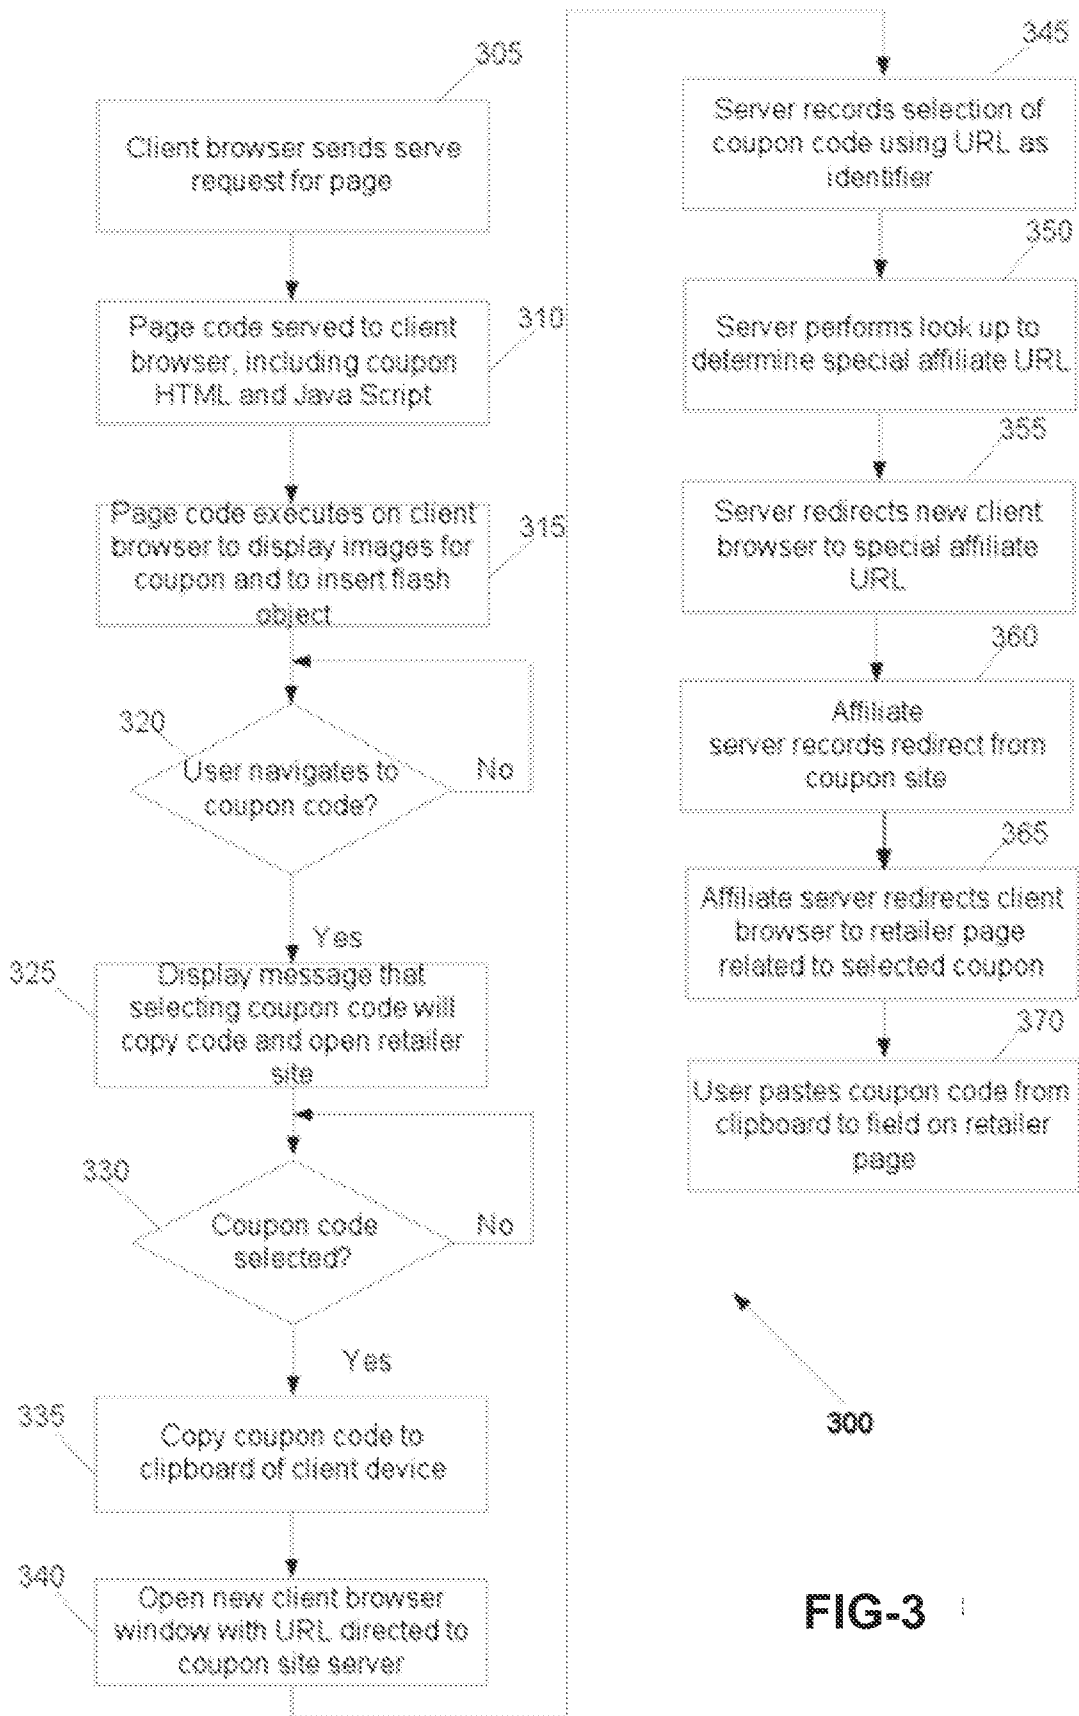 305
Client browser sends serve
request for page
310
Page code served to client
browser, including coupon
HTML and Java Script
315
Page code executes on client
browser to display images for
coupon and to insert flash
object
320
User navigates to
coupon code?
No
Yes
325
Display message that
selecting coupon code will
copy code and open retailer
site
330
Coupon code
selected?
No
Yes
335
Copy coupon code to
clipboard of client device
340
Open new client browser
window with URL directed to
coupon site server
345
Server records selection of
coupon code using URL as
identifier
350
Server performs look up to
determine special affiliate URL
355
Server redirects new client
browser to special affiliate
URL
360
Affiliate
server records redirect from
coupon site
365
Affiliate server redirects client
browser to retailer page
related to selected coupon
370
User pastes coupon code from
clipboard to field on retailer
page
300
FIG-3